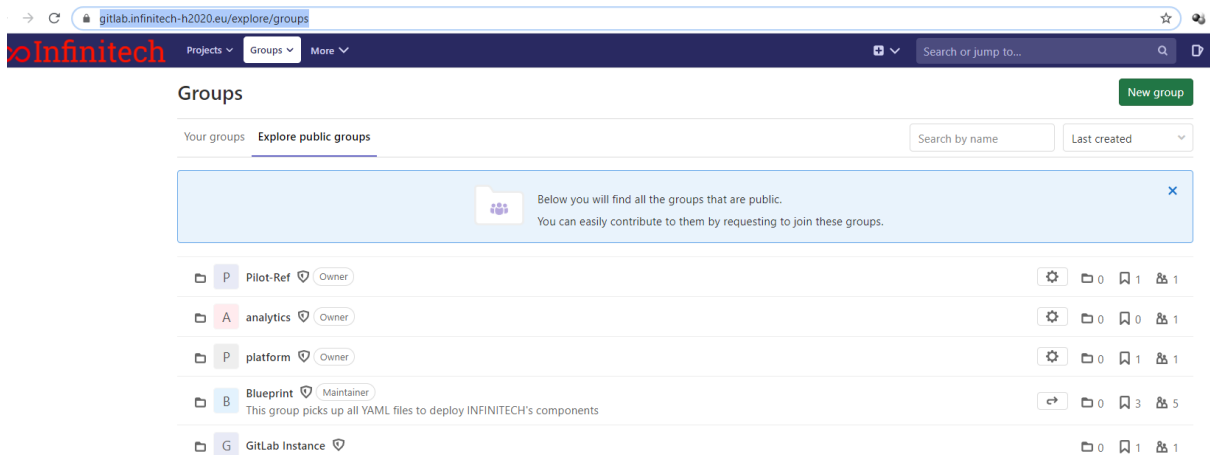 gitlab.infinitech-h2020.eu/explore/groups
∞Infinitech Projects Groups More Search or jump to...
Groups New group
Your groups Explore public groups Search by name Last created
Below you will find all the groups that are public.
You can easily contribute to them by requesting to join these groups.
P Pilot-Ref Owner 0 1 1
A analytics Owner 0 0 1
P platform Owner 0 1 1
B Blueprint Maintainer 0 3 5
This group picks up all YAML files to deploy INFINITECH's components
G GitLab Instance 0 1 1